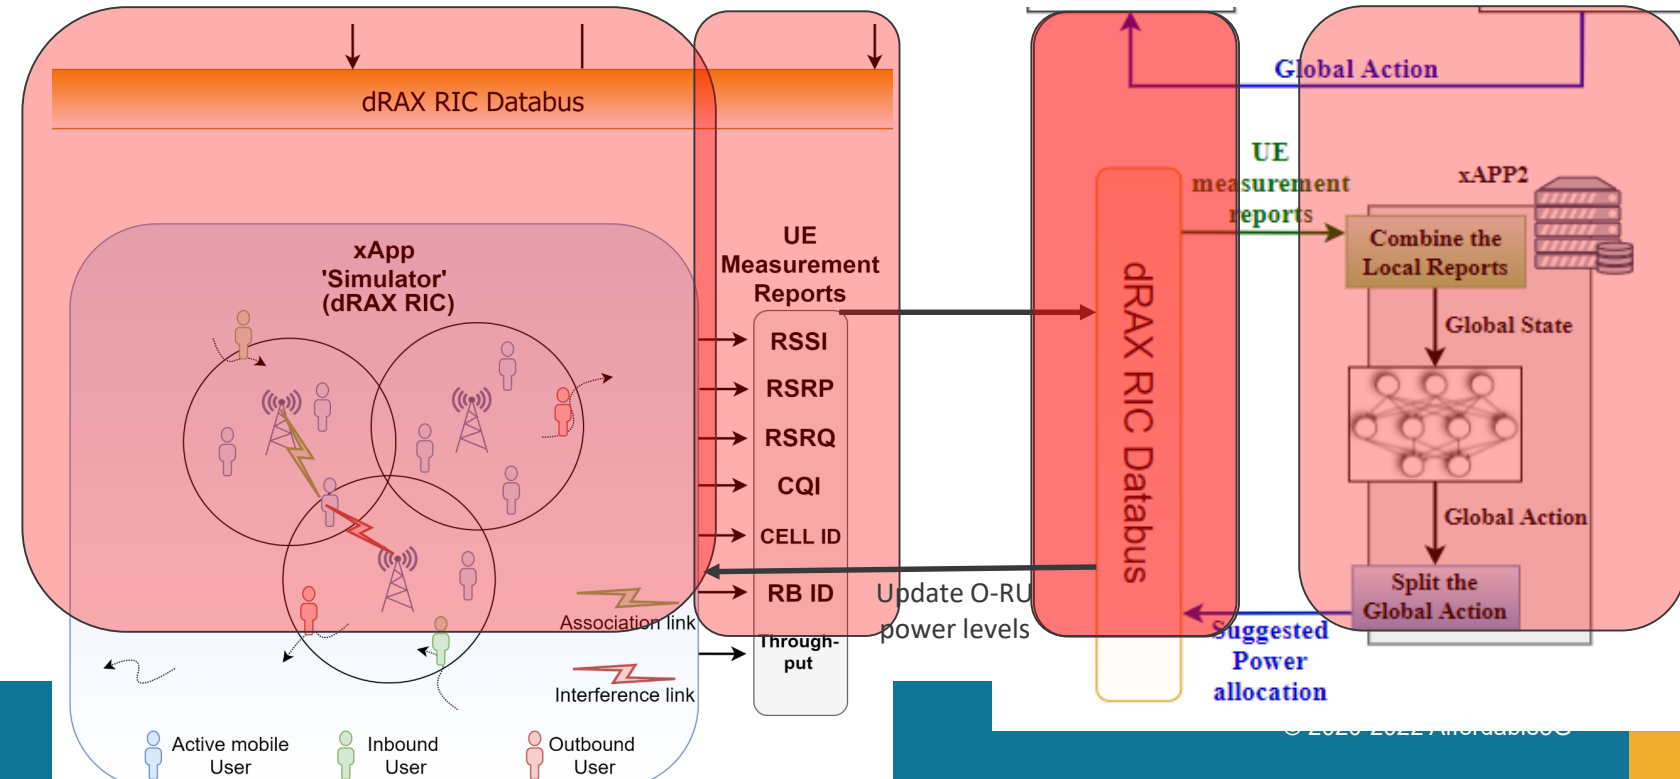 dRAX RIC Databus
xApp
'Simulator'
(dRAX RIC)
Association link
Interference link
Active mobile
User
Inbound
User
Outbound
User
UE
Measurement
Reports
RSSI
RSRP
RSRQ
CQI
CELL ID
RB ID
Through-
put
Update O-RU
power levels
dRAX RIC Databus
Global Action
UE
measurement
reports
xAPP2
Combine the
Local Reports
Global State
Global Action
Split the
Global Action
Suggested
Power
allocation
© 2020-2022 Affordable5G